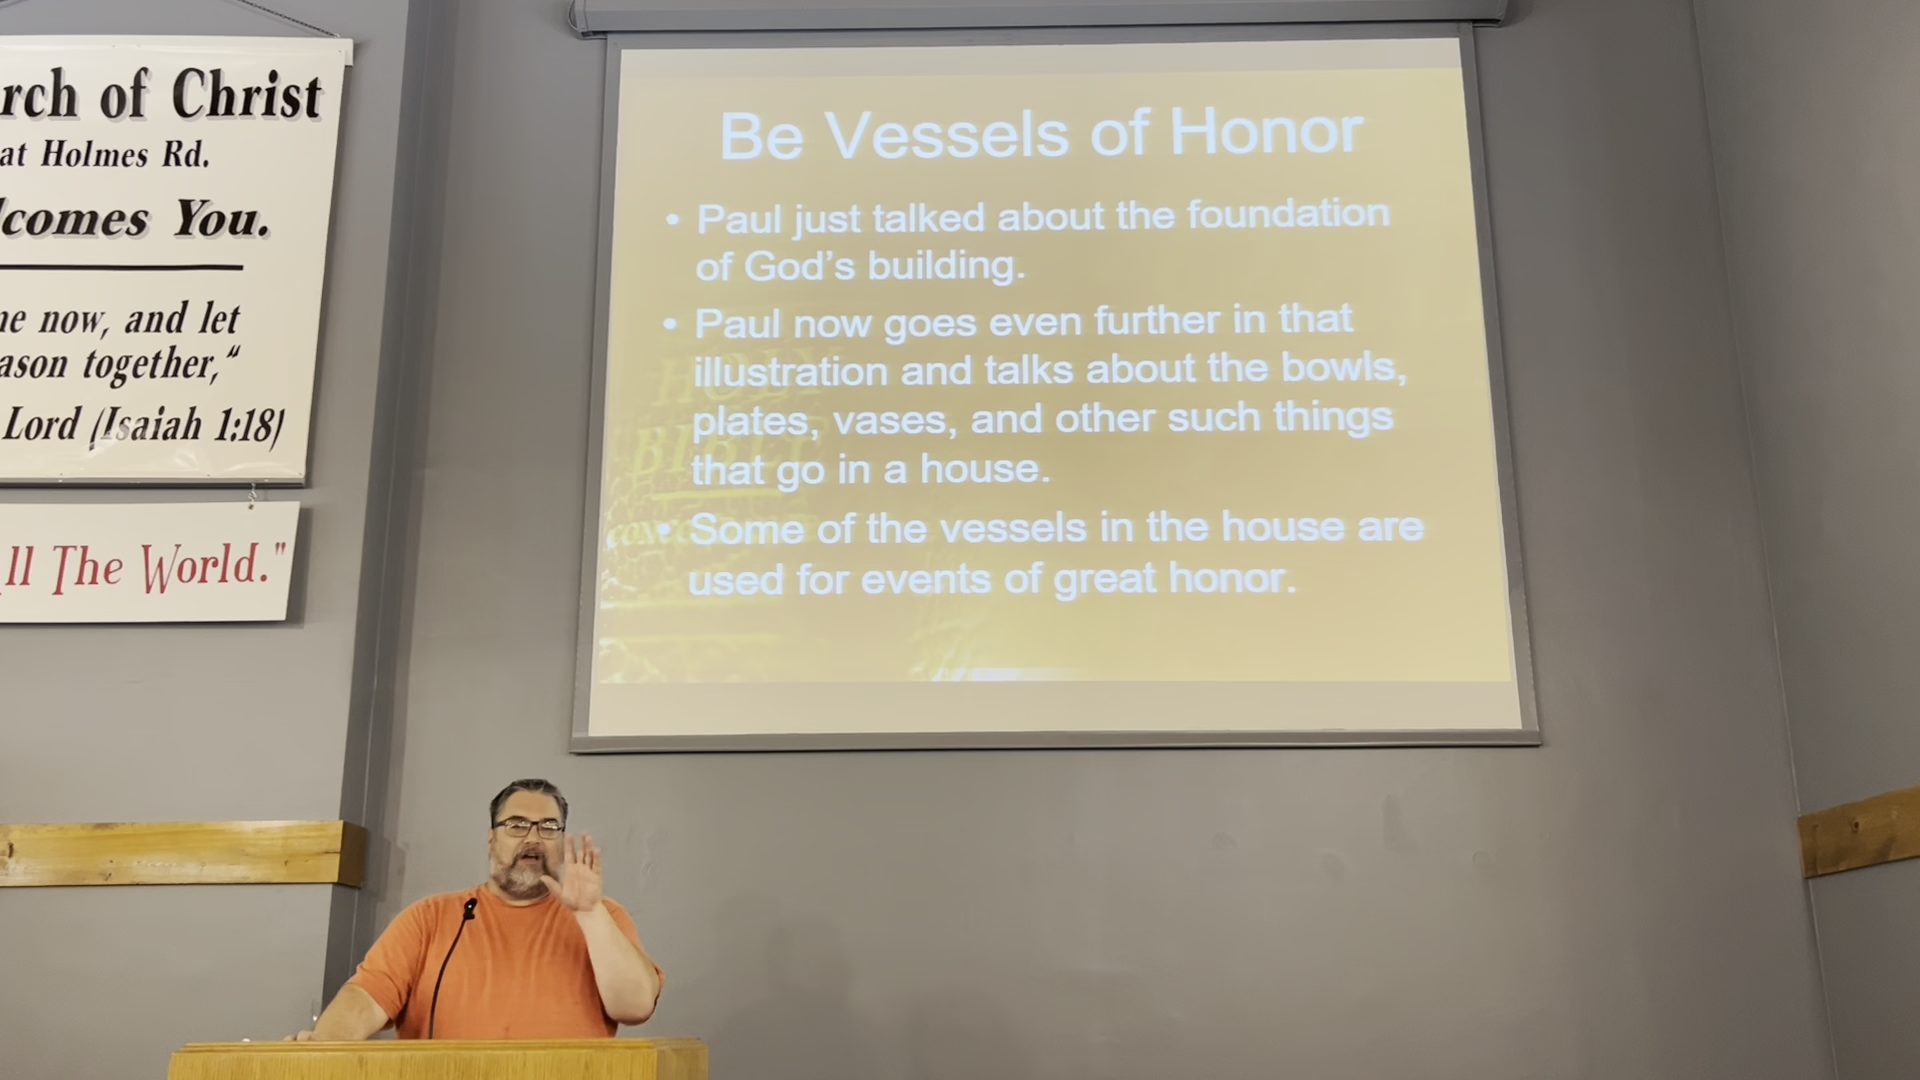 rch of Christ
at Holmes Rd.
lcomes You.
ne now, and let
ason together,“
Lord (Isaiah 1:18)
ll The World."
Be Vessels of Honor
• Paul just talked about the foundation
of God’s building.
• Paul now goes even further in that
illustration and talks about the bowls,
plates, vases, and other such things
that go in a house.
• Some of the vessels in the house are
used for events of great honor.
HOLY
BIBLE